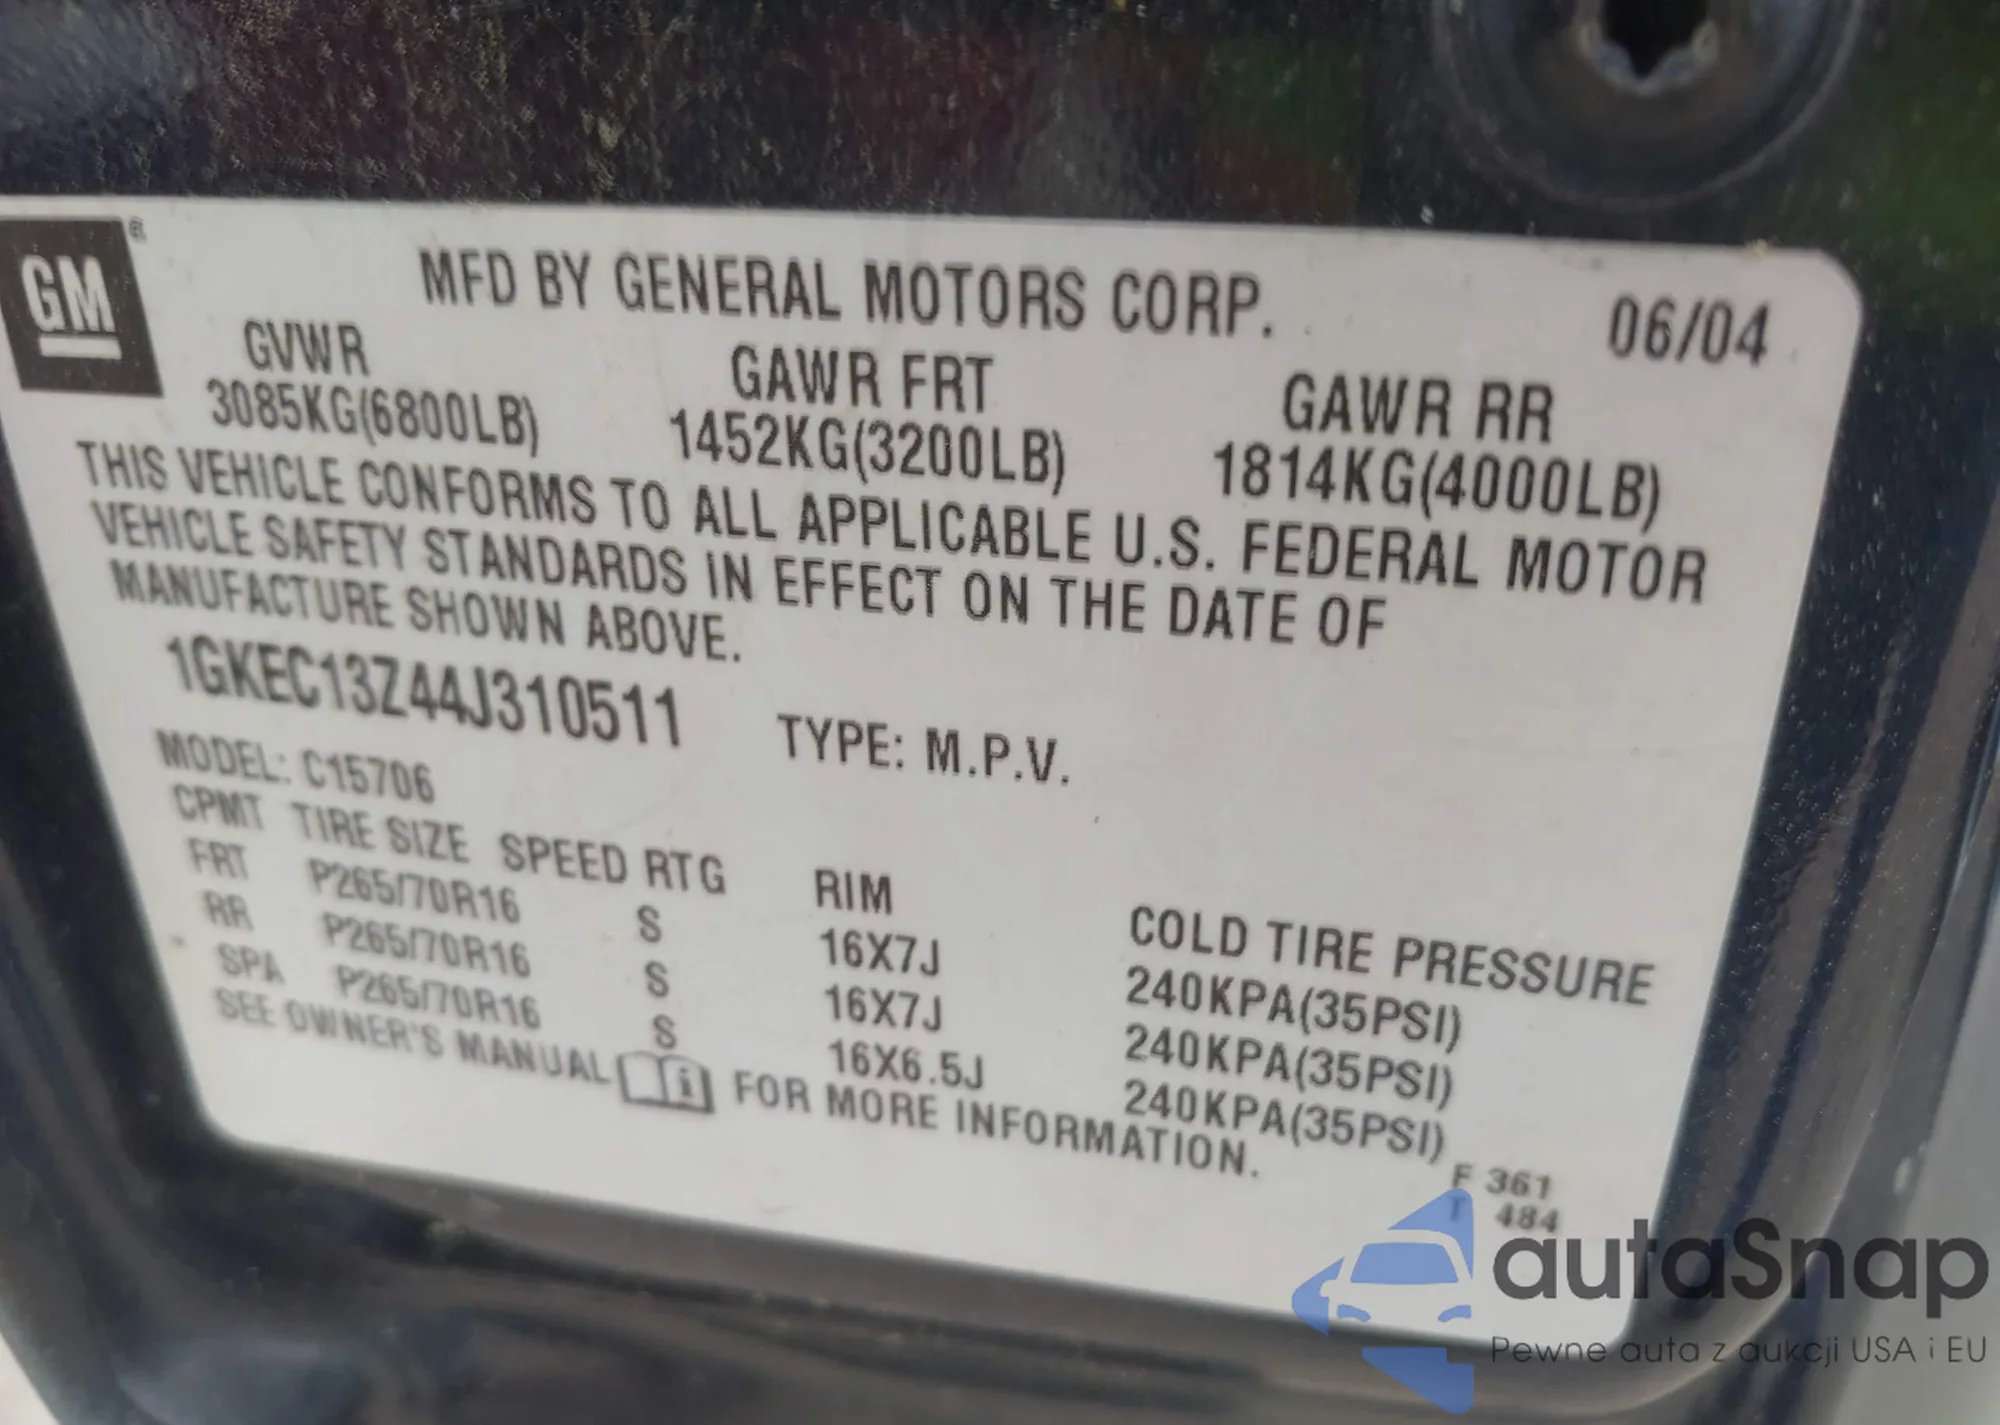 GM
MFD BY GENERAL MOTORS CORP. 06/04
GVWR GAWR FRT GAWR RR
3085KG(6800LB) 1452KG(3200LB) 1814KG(4000LB)
THIS VEHICLE CONFORMS TO ALL APPLICABLE U.S. FEDERAL MOTOR
VEHICLE SAFETY STANDARDS IN EFFECT ON THE DATE OF
MANUFACTURE SHOWN ABOVE.
1GKEC13Z44J310511 TYPE: M.P.V.
MODEL: C15706
CPMT TIRE SIZE SPEED RTG RIM COLD TIRE PRESSURE
FRT P265/70R16 S 16X7J 240KPA(35PSI)
RR P265/70R16 S 16X7J 240KPA(35PSI)
SPA P265/70R16 S 16X6.5J 240KPA(35PSI)
SEE OWNER'S MANUAL FOR MORE INFORMATION.
F 361
T 484
autaSnap
Pewne auta z aukcji USA i EU